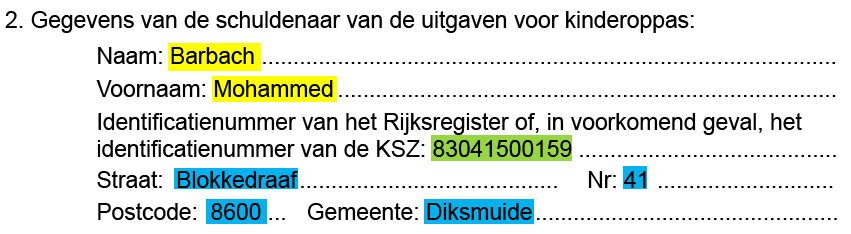 2. Gegevens van de schuldenaar van de uitgaven voor kinderoppas:
Naam: Barbach ..........................................................................................
Voornaam: Mohammed ..............................................................................
Identificatienummer van het Rijksregister of, in voorkomend geval, het
identificatienummer van de KSZ: 83041500159 ........................................
Straat: Blokkedraaf......................................... Nr: 41 ............................
Postcode: 8600 ... Gemeente: Diksmuide................................................